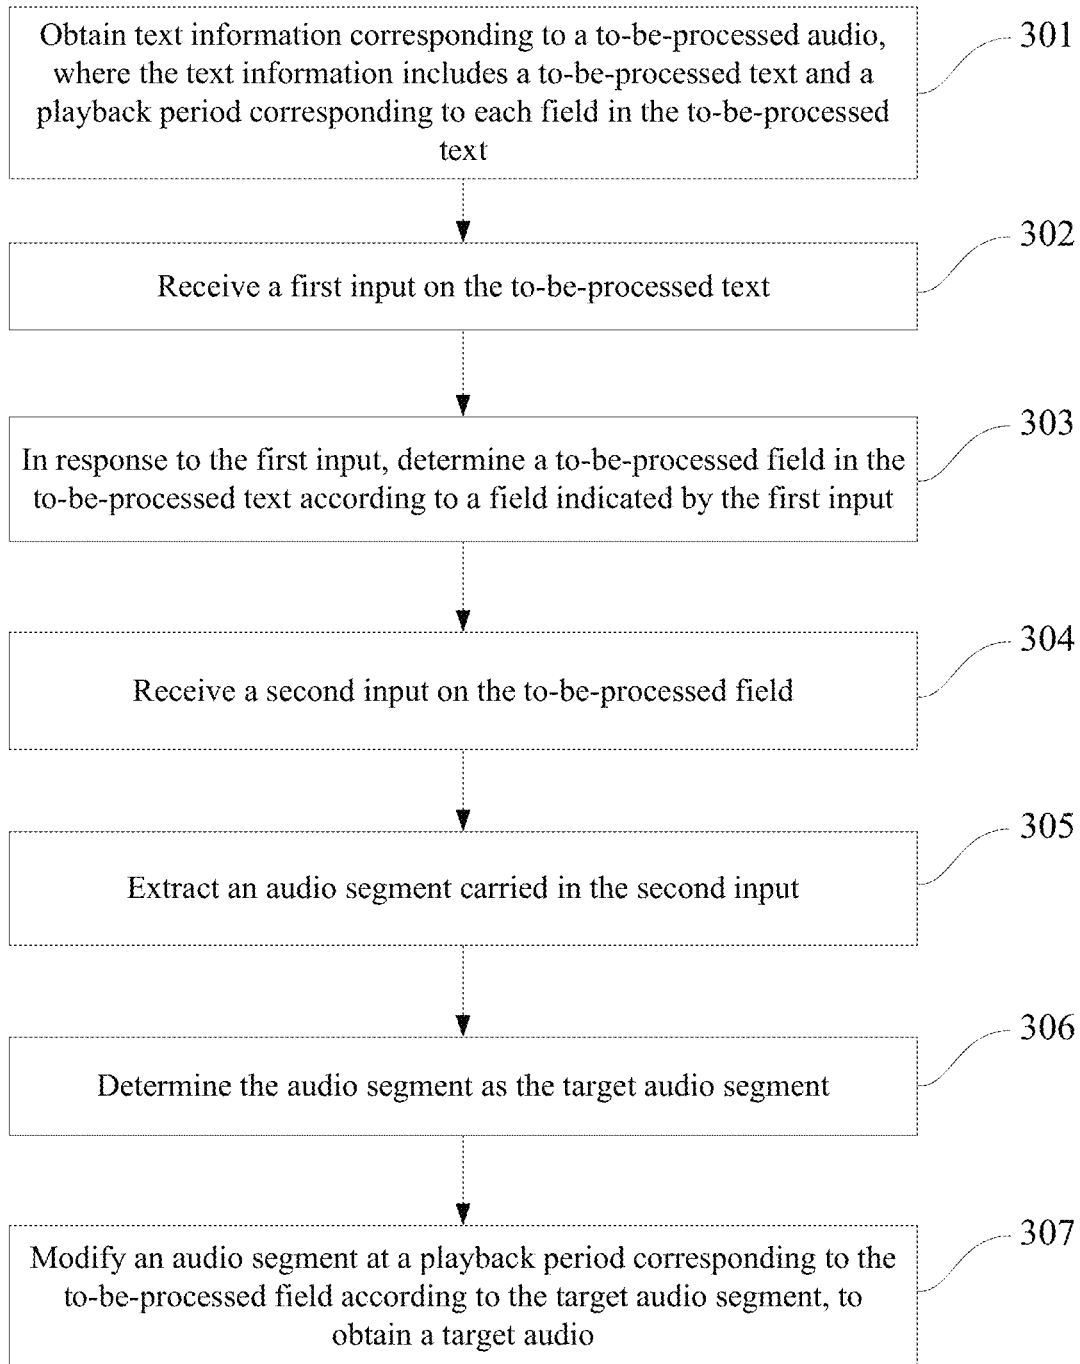 Obtain text information corresponding to a to-be-processed audio,
where the text information includes a to-be-processed text and a
playback period corresponding to each field in the to-be-processed
text
301
Receive a first input on the to-be-processed text
302
In response to the first input, determine a to-be-processed field in the
to-be-processed text according to a field indicated by the first input
303
Receive a second input on the to-be-processed field
304
Extract an audio segment carried in the second input
305
Determine the audio segment as the target audio segment
306
Modify an audio segment at a playback period corresponding to the
to-be-processed field according to the target audio segment, to
obtain a target audio
307